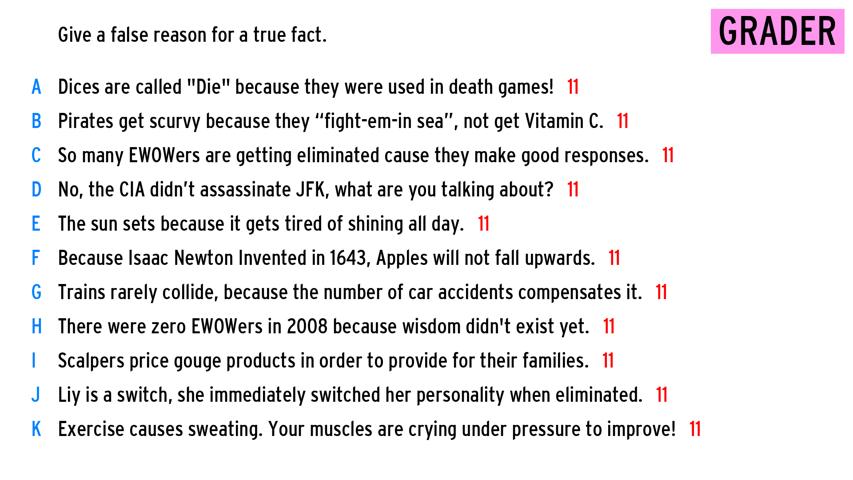 Give a false reason for a true fact.
GRADER
A Dices are called "Die" because they were used in death games! 11
B Pirates get scurvy because they “fight-em-in sea”, not get Vitamin C. 11
C So many EWOWers are getting eliminated cause they make good responses. 11
D No, the CIA didn’t assassinate JFK, what are you talking about? 11
E The sun sets because it gets tired of shining all day. 11
F Because Isaac Newton Invented in 1643, Apples will not fall upwards. 11
G Trains rarely collide, because the number of car accidents compensates it. 11
H There were zero EWOWers in 2008 because wisdom didn't exist yet. 11
I Scalpers price gouge products in order to provide for their families. 11
J Liy is a switch, she immediately switched her personality when eliminated. 11
K Exercise causes sweating. Your muscles are crying under pressure to improve! 11